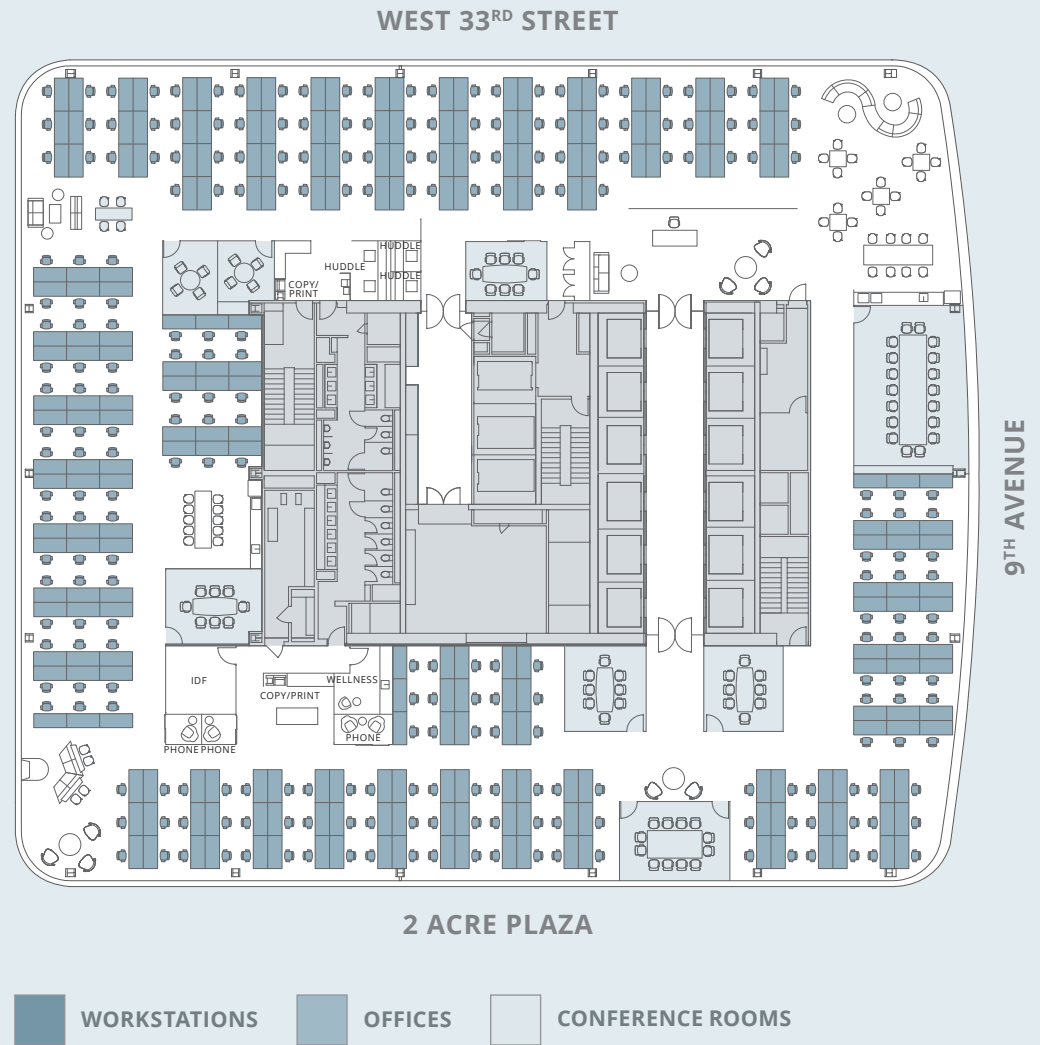 WEST 33RD STREET
HUDDLE
HUDDLE
HUDDLE
COPY/
PRINT
9TH AVENUE
IDF
WELLNESS
COPY/PRINT
PHONE
PHONE PHONE
2 ACRE PLAZA
WORKSTATIONS
OFFICES
CONFERENCE ROOMS